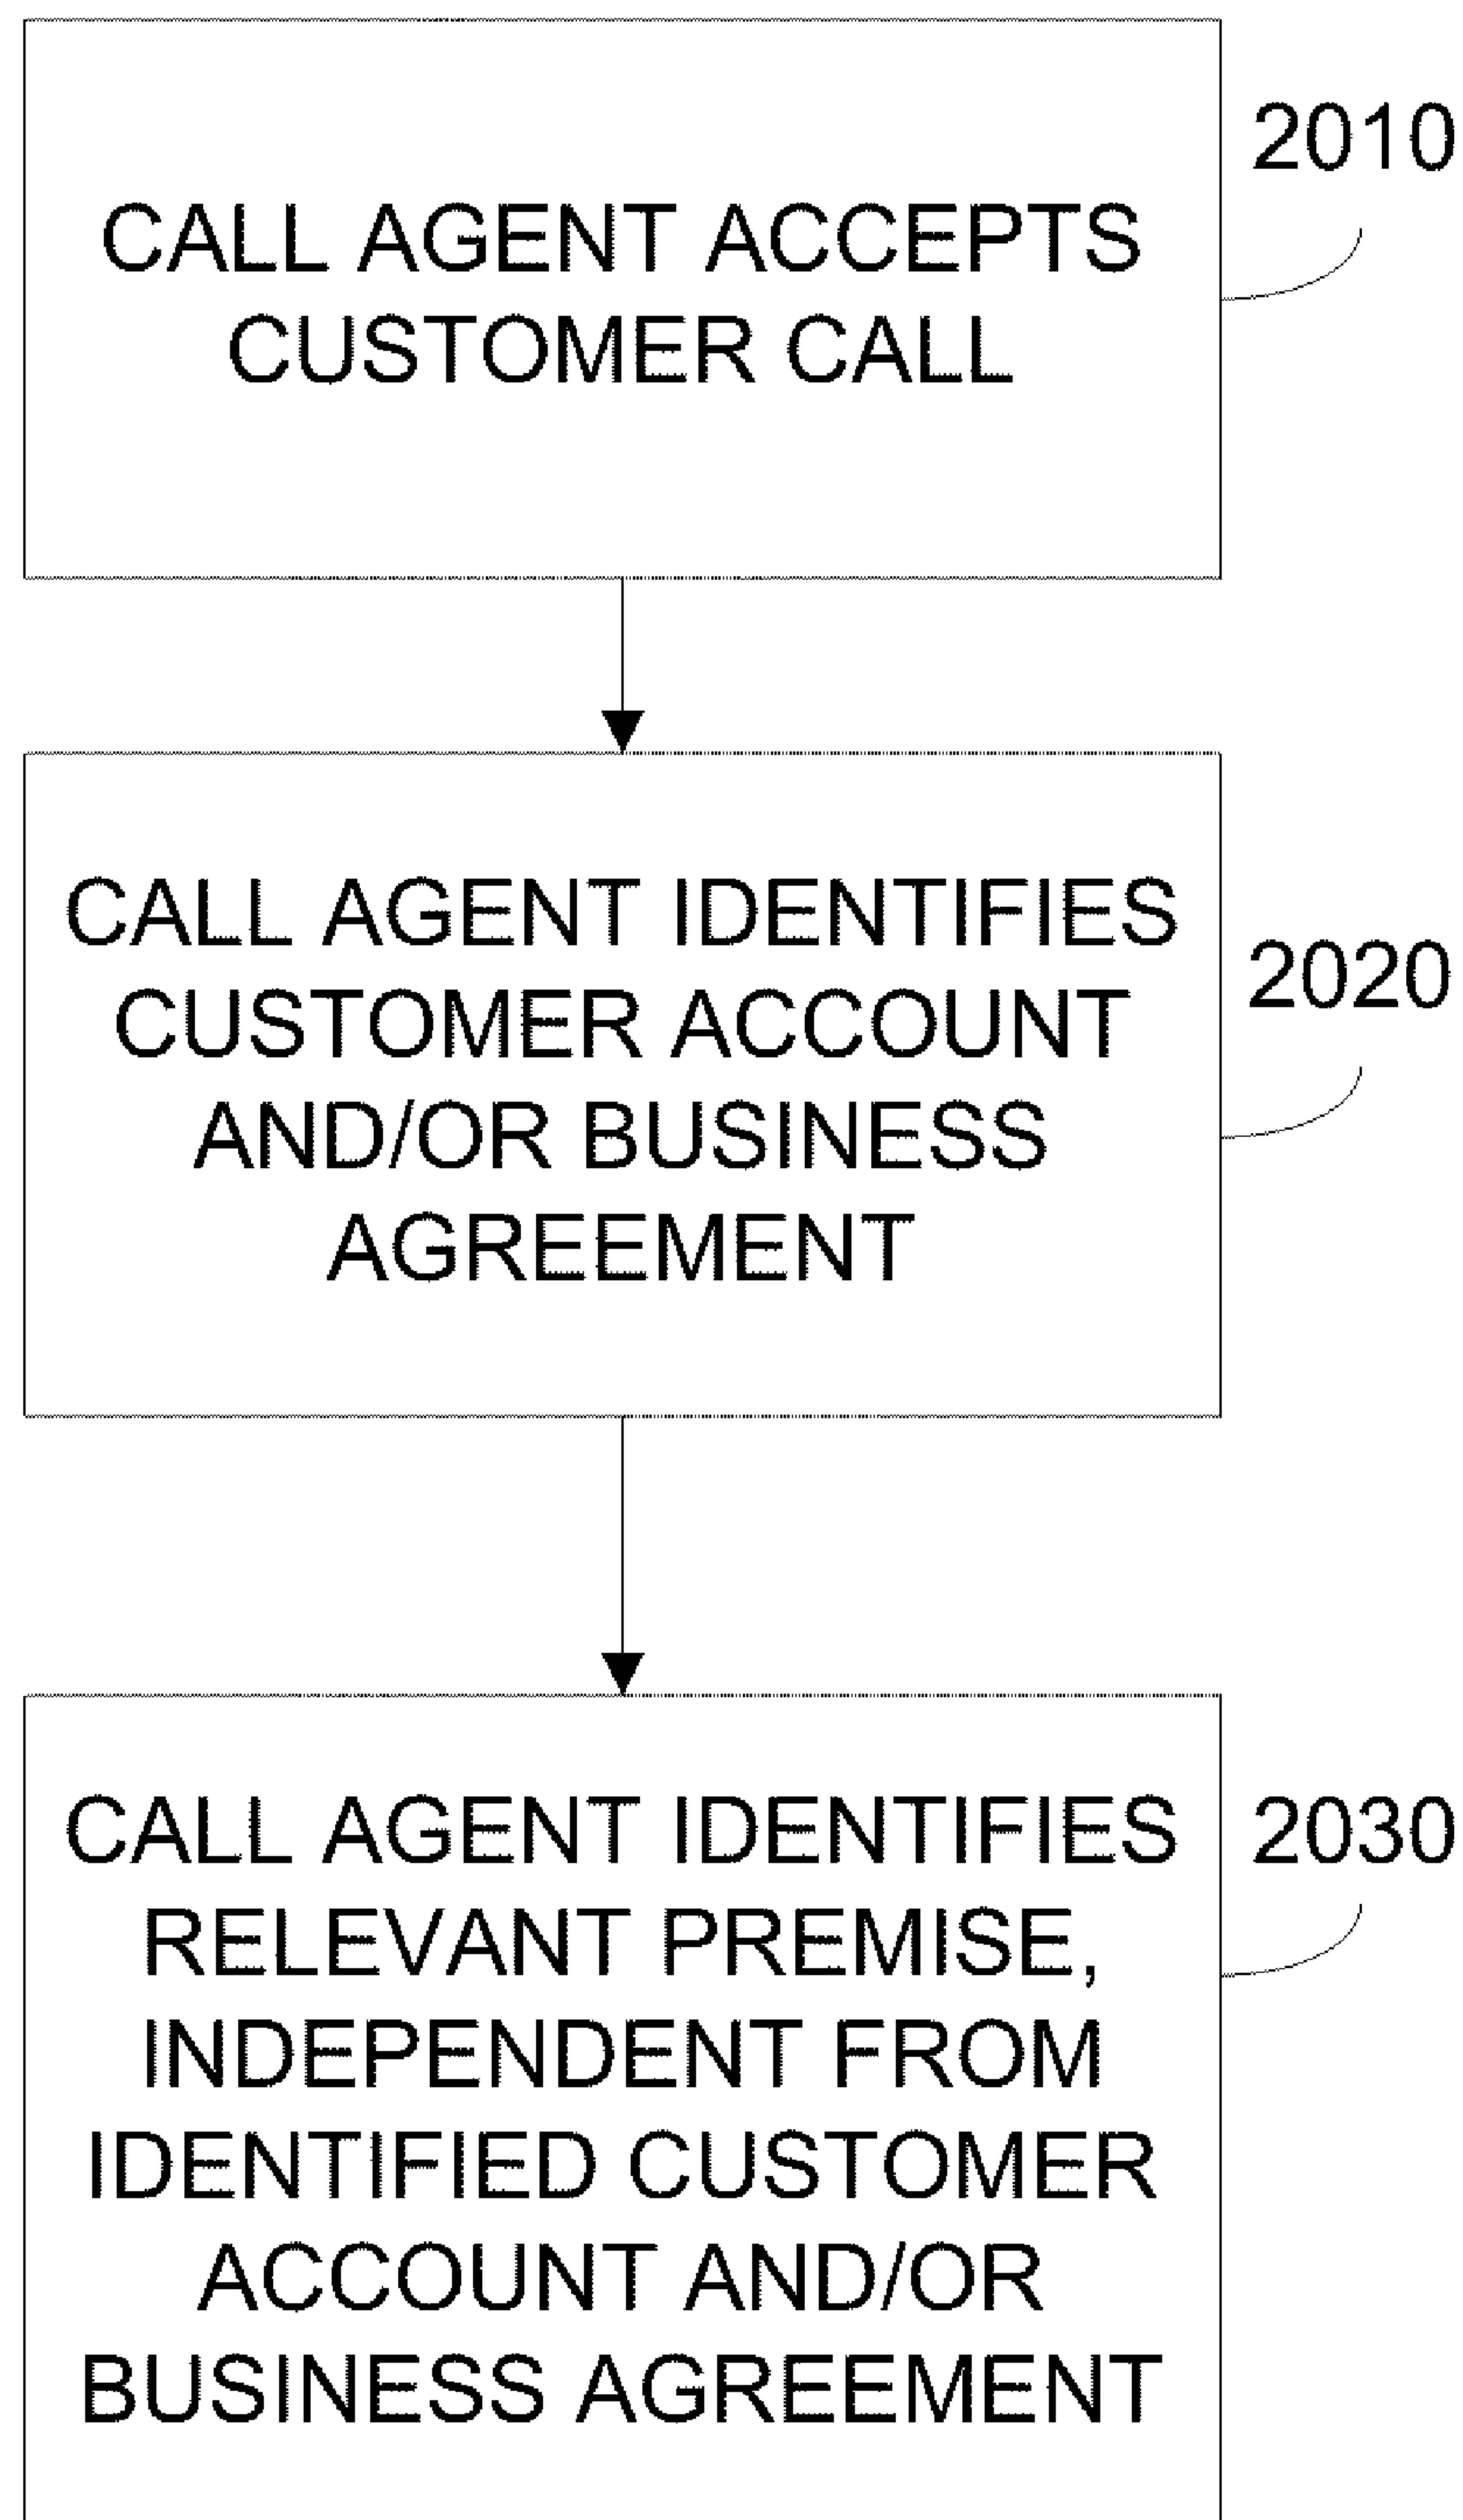 CALL AGENT ACCEPTS
CUSTOMER CALL
2010
CALL AGENT IDENTIFIES
CUSTOMER ACCOUNT
AND/OR BUSINESS
AGREEMENT
2020
CALL AGENT IDENTIFIES
RELEVANT PREMISE,
INDEPENDENT FROM
IDENTIFIED CUSTOMER
ACCOUNT AND/OR
BUSINESS AGREEMENT
2030